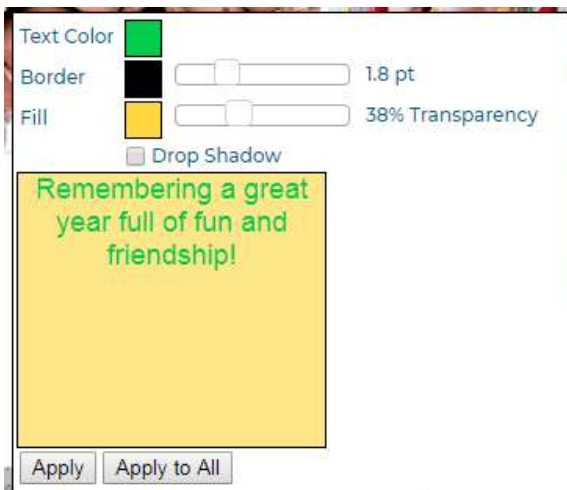 Text Color
Border 1.8 pt
Fill 38% Transparency
Drop Shadow
Remembering a great
year full of fun and
friendship!
Apply Apply to All